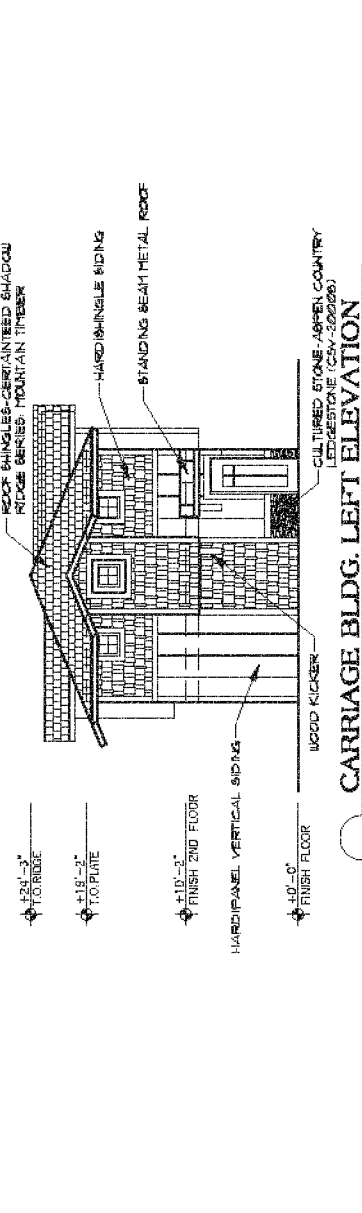 ROOF SHINGLES-CERTAINTEED SHADOW
RIDGE SERIES: MOUNTAIN TIMBER
HARDISHINGLE SIDING
STANDING SEAM METAL ROOF
+24'-3"
T.O.RIDGE
+19'-2"
T.O.PLATE
+10'-2"
FINISH 2ND FLOOR
+0'-0"
FINISH FLOOR
HARDIPANEL VERTICAL SIDING
WOOD KICKER
CULTURED STONE-ASPEN COUNTRY
LEDGESTONE (CSV-20006)
CARRIAGE BLDG. LEFT ELEVATION